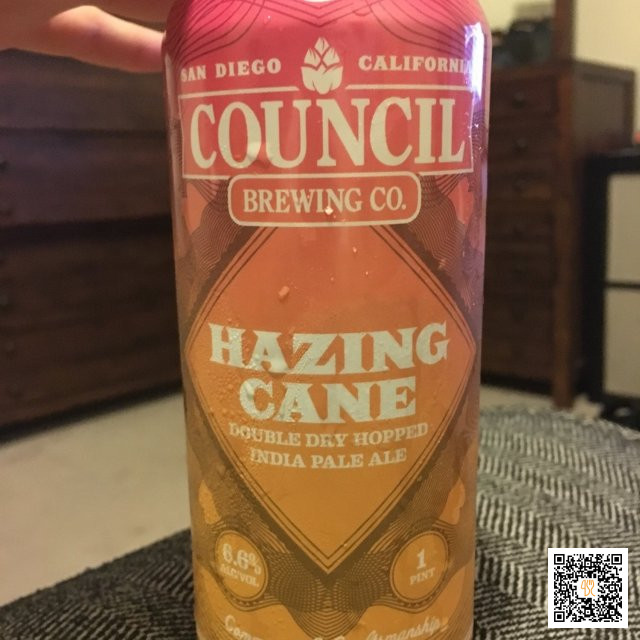 SAN DIEGO CALIFORNIA
COUNCIL
BREWING CO.
HAZING
CANE
DOUBLE DRY HOPPED
INDIA PALE ALE
6.6%
ALC/VOL
1
PINT